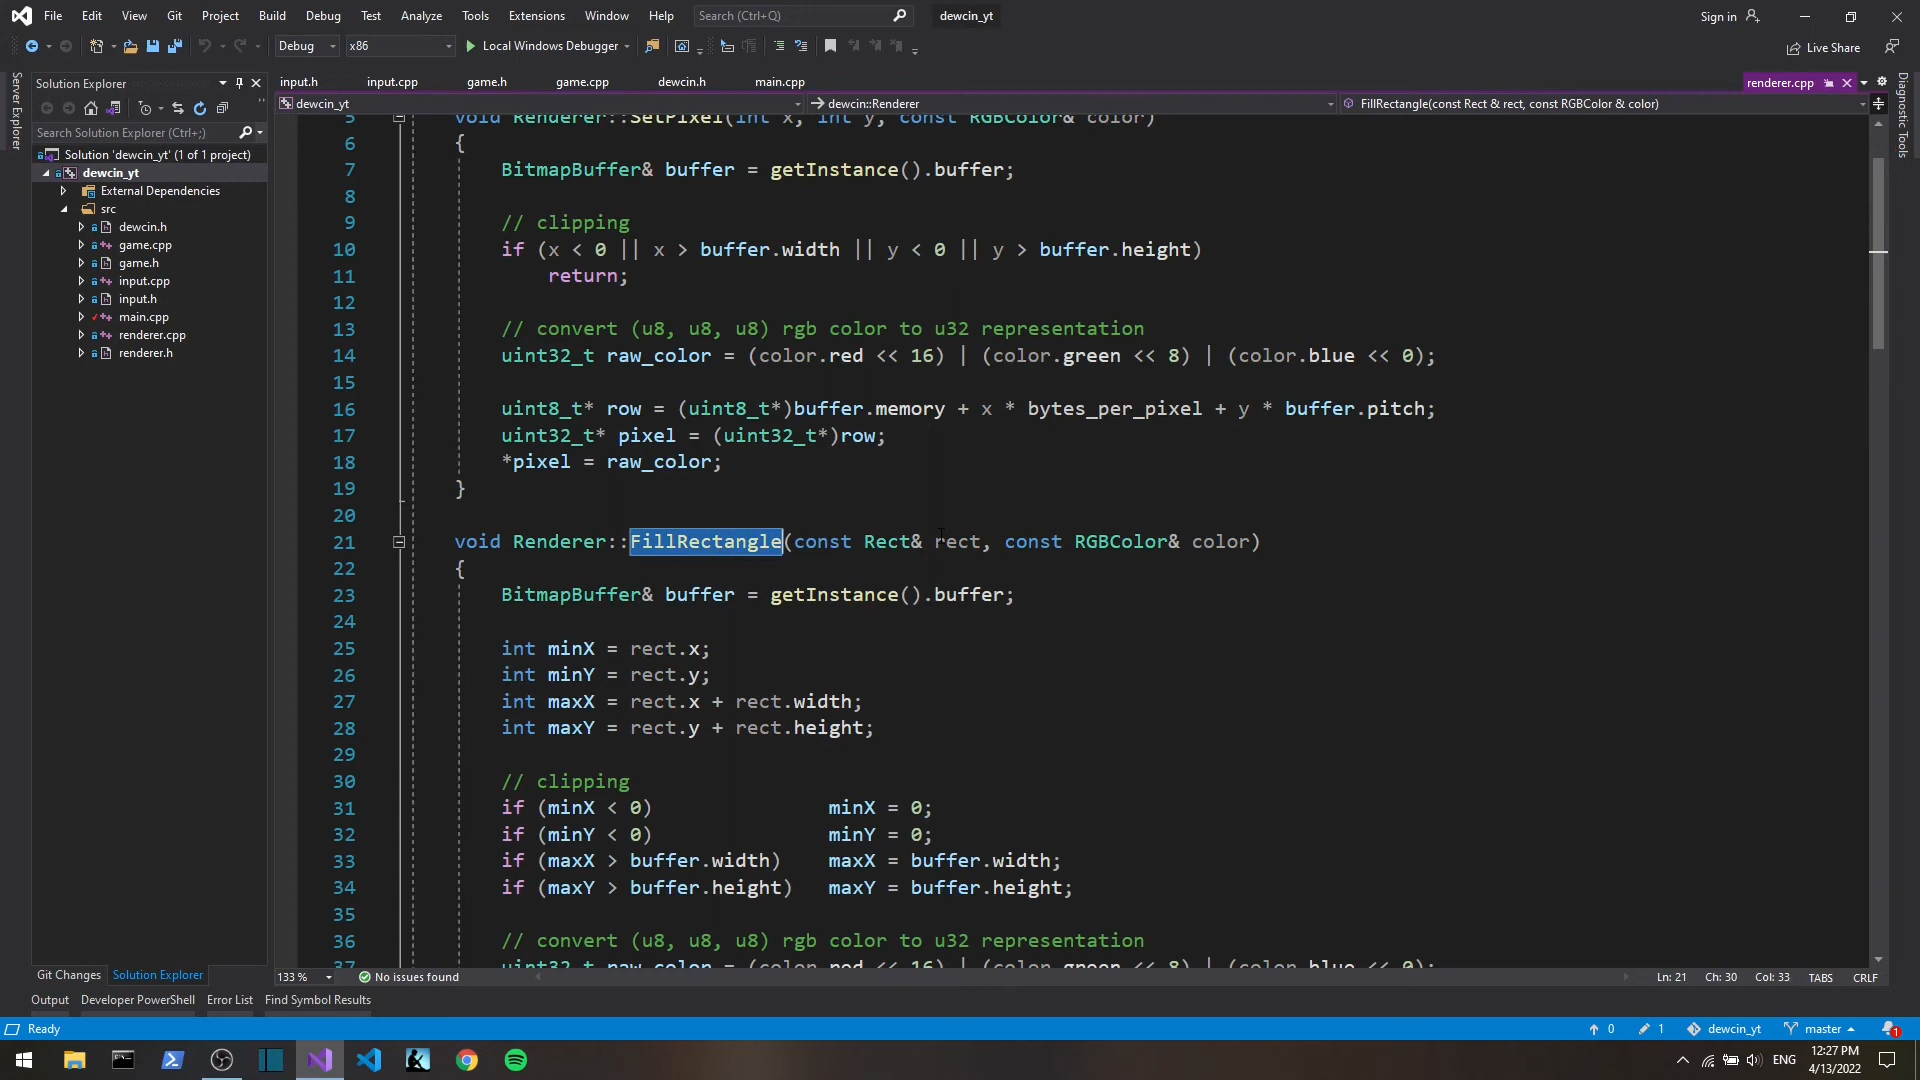 File Edit View Git Project Build Debug Test Analyze Tools Extensions Window Help Search (Ctrl+Q) dewcin_yt Sign in
Debug x86 Local Windows Debugger Live Share
Server Explorer
Solution Explorer
Search Solution Explorer (Ctrl+;)
Solution 'dewcin_yt' (1 of 1 project)
dewcin_yt
External Dependencies
src
dewcin.h
game.cpp
game.h
input.cpp
input.h
main.cpp
renderer.cpp
renderer.h
Git Changes Solution Explorer
input.h input.cpp game.h game.cpp dewcin.h main.cpp renderer.cpp
dewcin_yt dewcin::Renderer FillRectangle(const Rect & rect, const RGBColor & color)
5 void Renderer::SetPixel(int x, int y, const RGBColor& color)
6 {
7 BitmapBuffer& buffer = getInstance().buffer;
8
9 // clipping
10 if (x < 0 || x > buffer.width || y < 0 || y > buffer.height)
11 return;
12
13 // convert (u8, u8, u8) rgb color to u32 representation
14 uint32_t raw_color = (color.red << 16) | (color.green << 8) | (color.blue << 0);
15
16 uint8_t* row = (uint8_t*)buffer.memory + x * bytes_per_pixel + y * buffer.pitch;
17 uint32_t* pixel = (uint32_t*)row;
18 *pixel = raw_color;
19 }
20
21 void Renderer::FillRectangle(const Rect& rect, const RGBColor& color)
22 {
23 BitmapBuffer& buffer = getInstance().buffer;
24
25 int minX = rect.x;
26 int minY = rect.y;
27 int maxX = rect.x + rect.width;
28 int maxY = rect.y + rect.height;
29
30 // clipping
31 if (minX < 0) minX = 0;
32 if (minY < 0) minY = 0;
33 if (maxX > buffer.width) maxX = buffer.width;
34 if (maxY > buffer.height) maxY = buffer.height;
35
36 // convert (u8, u8, u8) rgb color to u32 representation
37 uint32_t raw_color = (color.red << 16) | (color.green << 8) | (color.blue << 0);
Diagnostic Tools
133 % No issues found Ln: 21 Ch: 30 Col: 33 TABS CRLF
Output Developer PowerShell Error List Find Symbol Results
Ready 0 1 dewcin_yt master 1
ENG 12:27 PM
4/13/2022